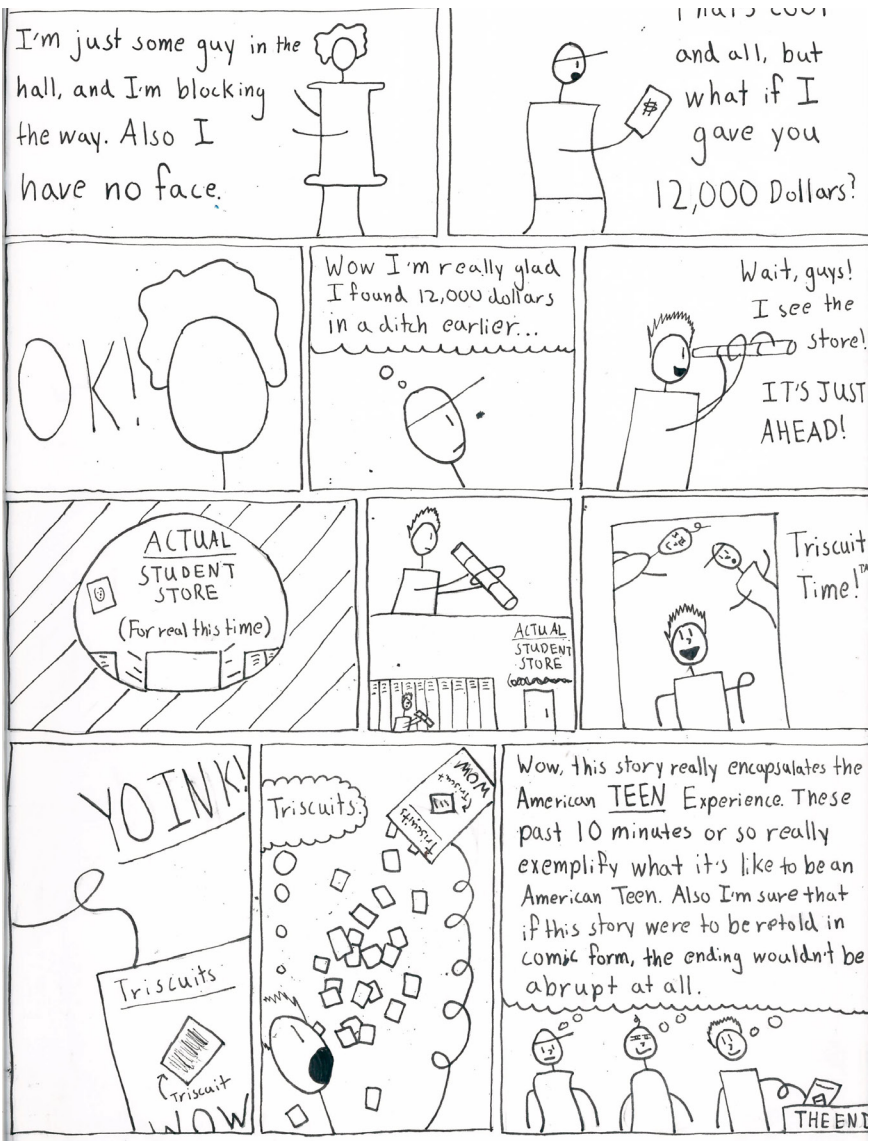 I'm just some guy in the
hall, and I'm blocking
the way. Also I
have no face.
That's cool
and all, but
what if I
gave you
12,000 Dollars?
$
OK!
Wow I'm really glad
I found 12,000 dollars
in a ditch earlier...
Wait, guys!
I see the
store!
IT'S JUST
AHEAD!
ACTUAL
STUDENT
STORE
(For real this time)
ACTUAL
STUDENT
STORE
Triscuit
Time!™
YOINK!
Triscuits
Triscuit
WOW
Triscuits.
WOW
Triscuit
Triscuits
Wow, this story really encapsulates the
American TEEN Experience. These
past 10 minutes or so really
exemplify what it's like to be an
American Teen. Also I'm sure that
if this story were to be retold in
comic form, the ending wouldn't be
abrupt at all.
THE END